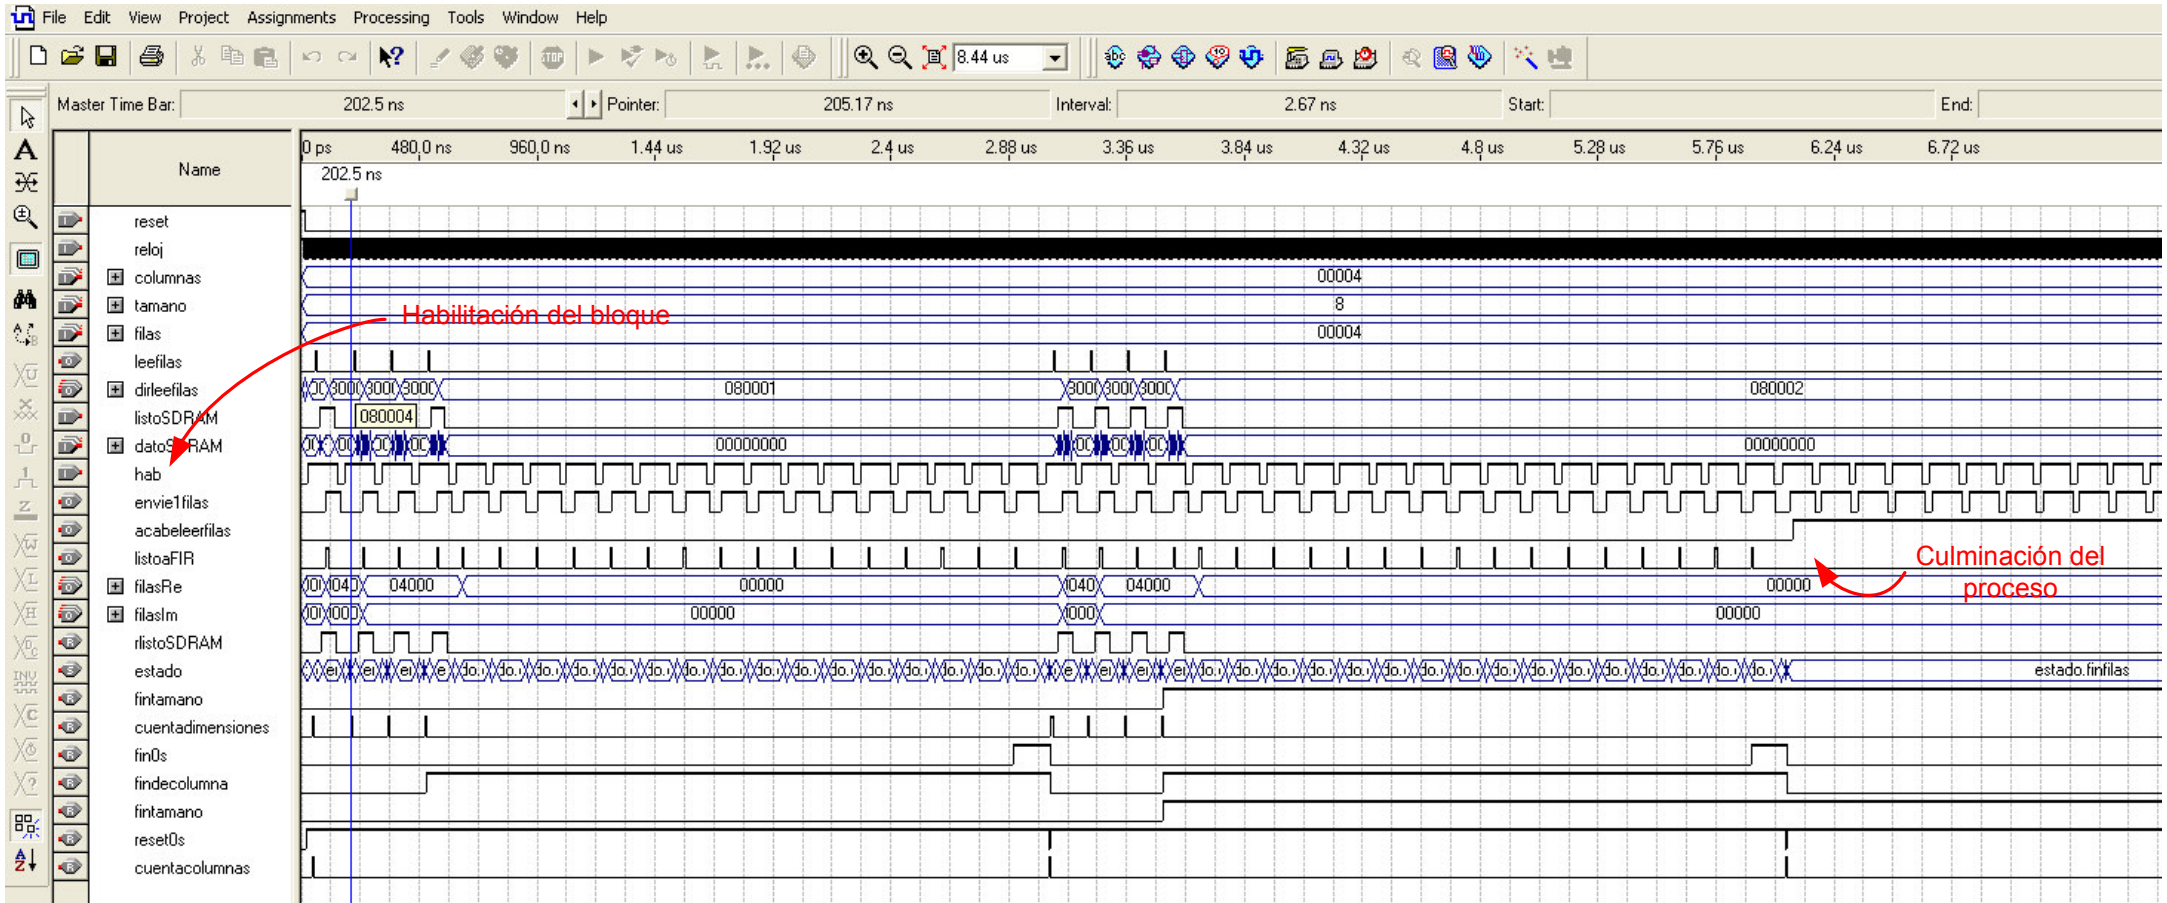 File Edit View Project Assignments Processing Tools Window Help
8.44 us
Master Time Bar: 202.5 ns Pointer: 205.17 ns Interval: 2.67 ns Start: End:
Name
0 ps 480.0 ns 960.0 ns 1.44 us 1.92 us 2.4 us 2.88 us 3.36 us 3.84 us 4.32 us 4.8 us 5.28 us 5.76 us 6.24 us 6.72 us
202.5 ns
reset
reloj
columnas 00004
tamano 8
Habilitación del bloque
filas 00004
leefilas
dirleefilas 080001 080002
listoSDRAM 080004
datoSDRAM 00000000 00000000
hab
envie1filas
acabeleerfilas
listoaFIR
Culminación del
proceso
filasRe 04000 00000 04000 00000
filasIm 00000 00000
rlistoSDRAM
estado estado.finfilas
fintamano
cuentadimensiones
fin0s
findecolumna
fintamano
reset0s
cuentacolumnas